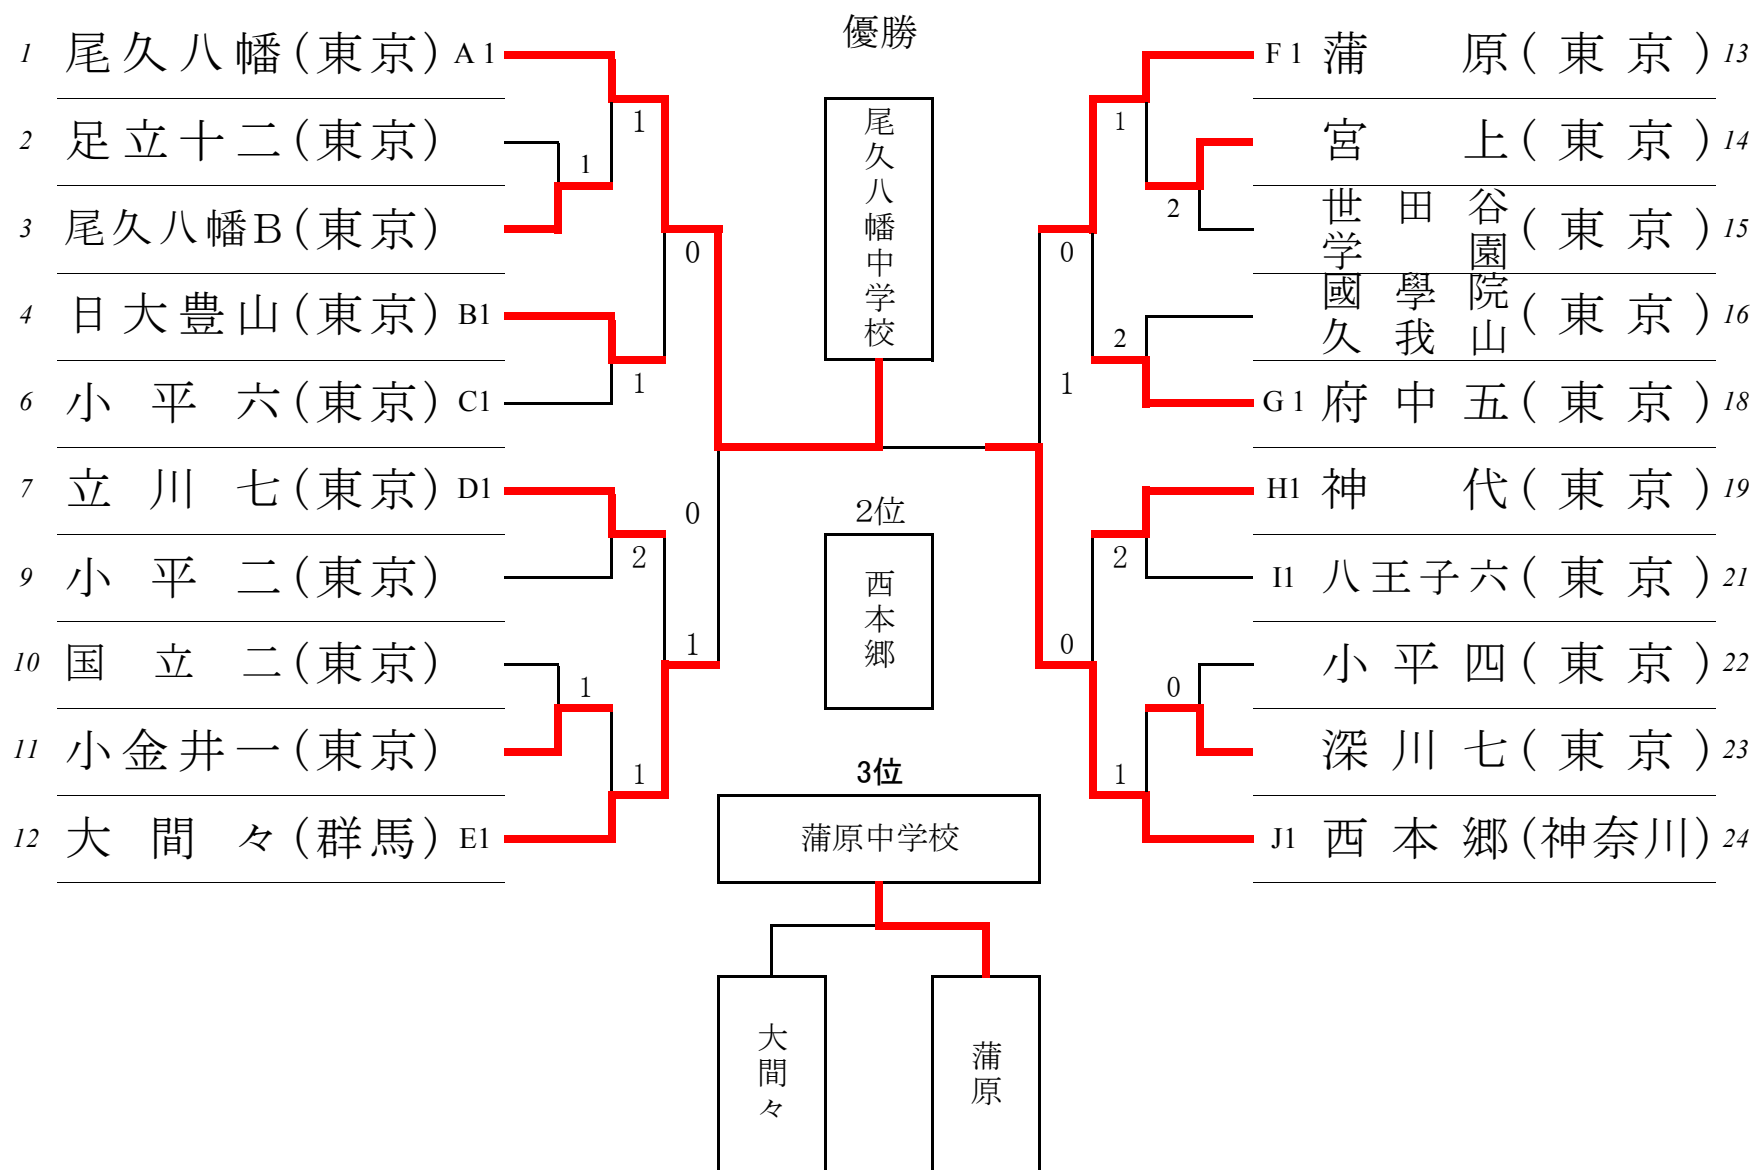 優勝
1 尾久八幡(東京) A 1
2 足立十二(東京)
3 尾久八幡B(東京)
4 日大豊山(東京) B1
6 小平六(東京) C1
7 立川七(東京) D1
9 小平二(東京)
10 国立二(東京)
11 小金井一(東京)
12 大間々(群馬) E1
1
1
0
1
0
2
1
1
1
尾久八幡中学校
2位
西本郷
3位
蒲原中学校
大間々
蒲原
1
2
0
2
1
2
0
0
1
F 1 蒲原(東京) 13
宮上(東京) 14
世田谷
学園(東京) 15
國學院
久我山(東京) 16
G 1 府中五(東京) 18
H1 神代(東京) 19
I1 八王子六(東京) 21
小平四(東京) 22
深川七(東京) 23
J1 西本郷(神奈川) 24